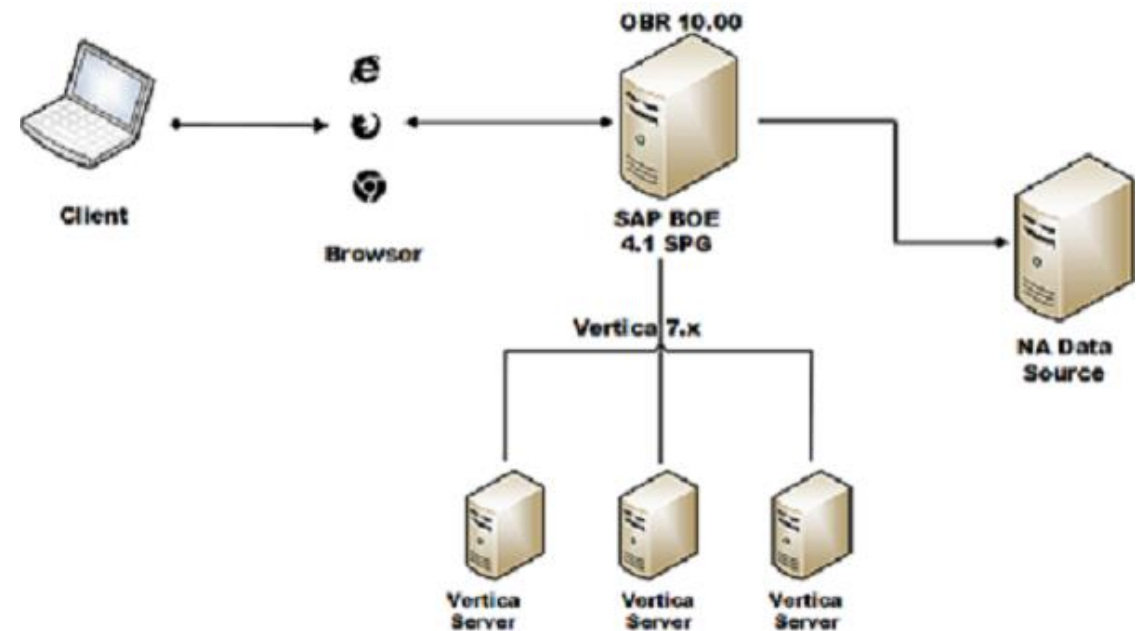 OBR 10.00
Client
Browser
SAP BOE
4.1 SPG
Vertica 7.x
NA Data
Source
Vertica
Server
Vertica
Server
Vertica
Server